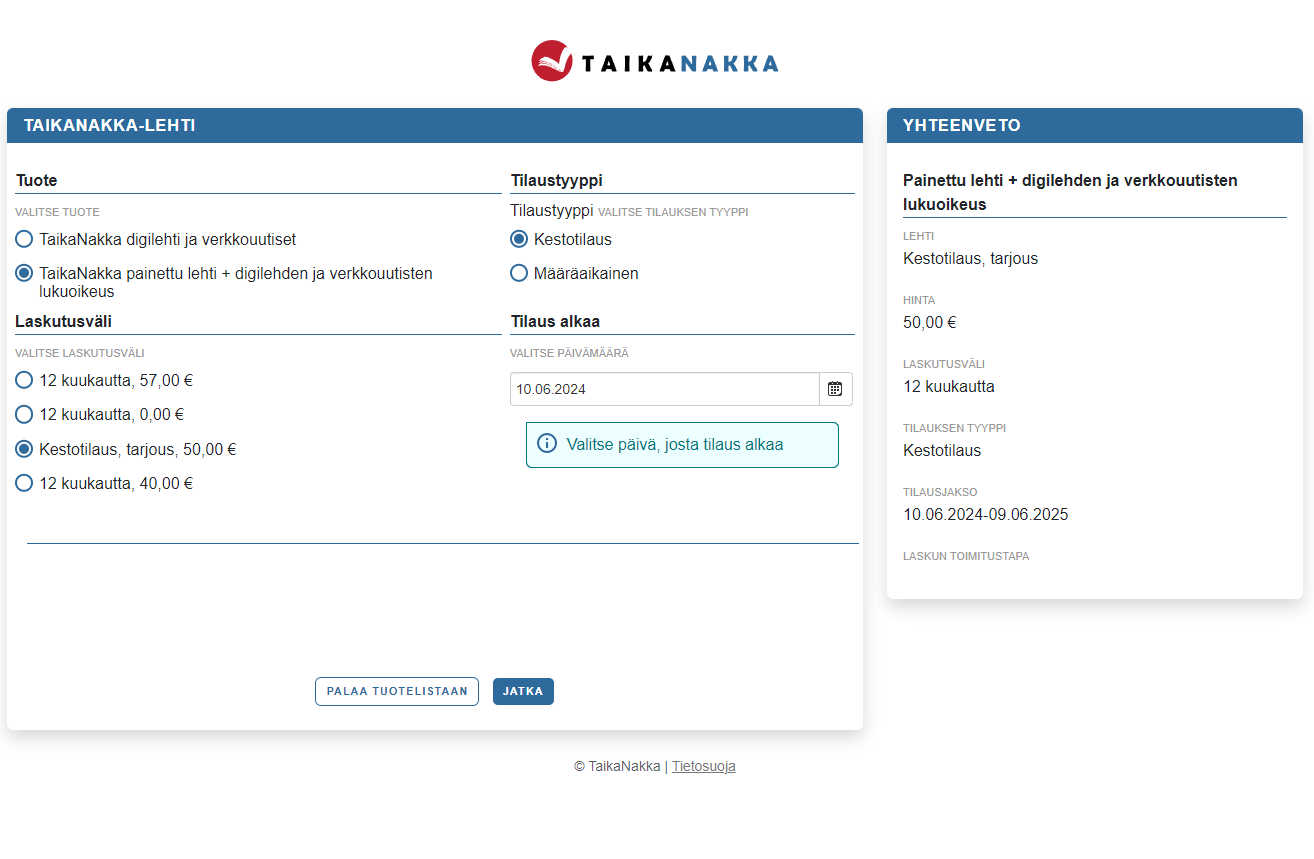 TAIKANAKKA
TAIKANAKKA-LEHTI
Tuote
VALITSE TUOTE
TaikaNakka digilehti ja verkkouutiset
TaikaNakka painettu lehti + digilehden ja verkkouutisten
lukuoikeus
Tilaustyyppi
Tilaustyyppi VALITSE TILAUKSEN TYYPPI
Kestotilaus
Määräaikainen
Laskutusväli
VALITSE LASKUTUSVÄLI
12 kuukautta, 57,00 €
12 kuukautta, 0,00 €
Kestotilaus, tarjous, 50,00 €
12 kuukautta, 40,00 €
Tilaus alkaa
VALITSE PÄIVÄMÄÄRÄ
10.06.2024
Valitse päivä, josta tilaus alkaa
PALAA TUOTELISTAAN
JATKA
YHTEENVETO
Painettu lehti + digilehden ja verkkouutisten
lukuoikeus
LEHTI
Kestotilaus, tarjous
HINTA
50,00 €
LASKUTUSVÄLI
12 kuukautta
TILAUKSEN TYYPPI
Kestotilaus
TILAUSJAKSO
10.06.2024-09.06.2025
LASKUN TOIMITUSTAPA
© TaikaNakka | Tietosuoja